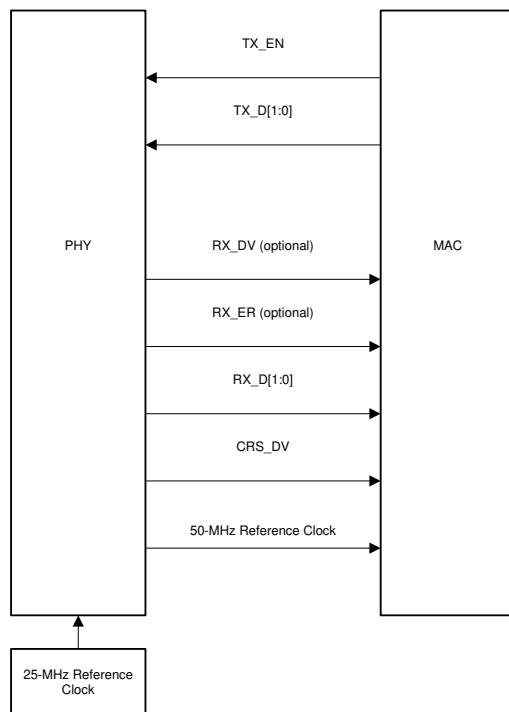 TX_EN
TX_D[1:0]
PHY
RX_DV (optional)
MAC
RX_ER (optional)
RX_D[1:0]
CRS_DV
50-MHz Reference Clock
25-MHz Reference
Clock